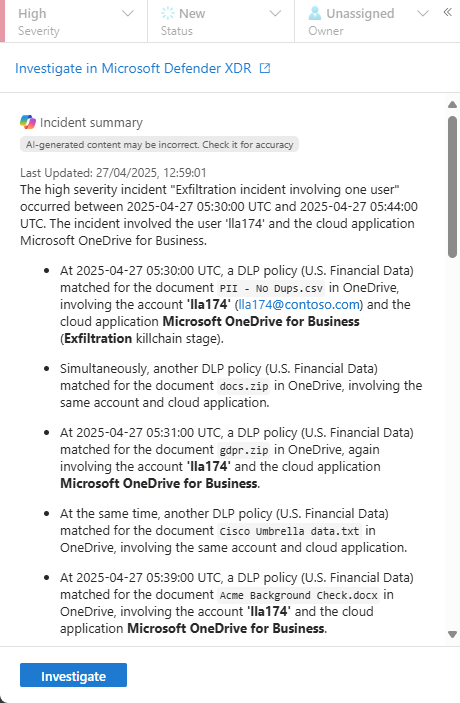 High
New
Unassigned
Severity
Status
Owner
Investigate in Microsoft Defender XDR
Incident summary
AI-generated content may be incorrect. Check it for accuracy
Last Updated: 27/04/2025, 12:59:01
The high severity incident "Exfiltration incident involving one user"
occurred between 2025-04-27 05:30:00 UTC and 2025-04-27 05:44:00
UTC. The incident involved the user 'lla174' and the cloud application
Microsoft OneDrive for Business.
• At 2025-04-27 05:30:00 UTC, a DLP policy (U.S. Financial Data)
matched for the document PII - No Dups.csv in OneDrive,
involving the account 'lla174' (lla174@contoso.com) and the
cloud application Microsoft OneDrive for Business
(Exfiltration killchain stage).
• Simultaneously, another DLP policy (U.S. Financial Data)
matched for the document docs.zip in OneDrive, involving the
same account and cloud application.
• At 2025-04-27 05:31:00 UTC, a DLP policy (U.S. Financial Data)
matched for the document gdpr.zip in OneDrive, again
involving the account 'lla174' and the cloud application
Microsoft OneDrive for Business.
• At the same time, another DLP policy (U.S. Financial Data)
matched for the document Cisco Umbrella data.txt in
OneDrive, involving the same account and cloud application.
• At 2025-04-27 05:39:00 UTC, a DLP policy (U.S. Financial Data)
matched for the document Acme Background Check.docx in
OneDrive, involving the account 'lla174' and the cloud
application Microsoft OneDrive for Business.
Investigate